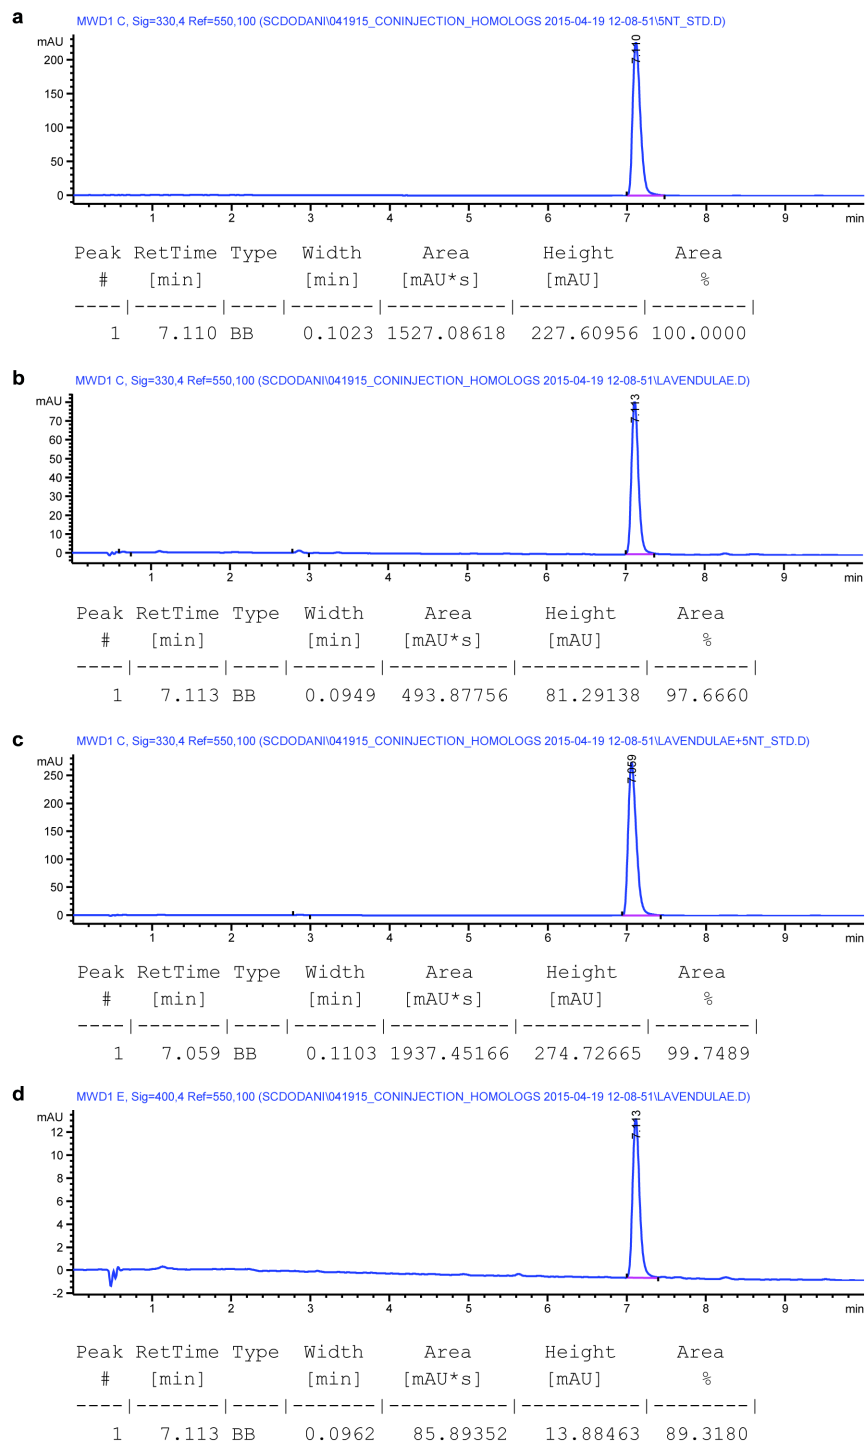 a
MWD1 C, Sig=330,4 Ref=550,100 (SCDODANI\041915_CONINJECTION_HOMOLOGS 2015-04-19 12-08-51\5NT_STD.D)
mAU
200
150
100
50
0
7.110
1 2 3 4 5 6 7 8 9 min
Peak RetTime Type Width Area Height Area
# [min] [min] [mAU*s] [mAU] %
----|-------|----|-------|----------|----------|--------|
1 7.110 BB 0.1023 1527.08618 227.60956 100.0000
b
MWD1 C, Sig=330,4 Ref=550,100 (SCDODANI\041915_CONINJECTION_HOMOLOGS 2015-04-19 12-08-51\LAVENDULAE.D)
mAU
70
60
50
40
30
20
10
0
7.113
1 2 3 4 5 6 7 8 9 min
Peak RetTime Type Width Area Height Area
# [min] [min] [mAU*s] [mAU] %
----|-------|----|-------|----------|----------|--------|
1 7.113 BB 0.0949 493.87756 81.29138 97.6660
c
MWD1 C, Sig=330,4 Ref=550,100 (SCDODANI\041915_CONINJECTION_HOMOLOGS 2015-04-19 12-08-51\LAVENDULAE+5NT_STD.D)
mAU
250
200
150
100
50
0
7.059
1 2 3 4 5 6 7 8 9 min
Peak RetTime Type Width Area Height Area
# [min] [min] [mAU*s] [mAU] %
----|-------|----|-------|----------|----------|--------|
1 7.059 BB 0.1103 1937.45166 274.72665 99.7489
d
MWD1 E, Sig=400,4 Ref=550,100 (SCDODANI\041915_CONINJECTION_HOMOLOGS 2015-04-19 12-08-51\LAVENDULAE.D)
mAU
12
10
8
6
4
2
0
-2
7.113
1 2 3 4 5 6 7 8 9 min
Peak RetTime Type Width Area Height Area
# [min] [min] [mAU*s] [mAU] %
----|-------|----|-------|----------|----------|--------|
1 7.113 BB 0.0962 85.89352 13.88463 89.3180